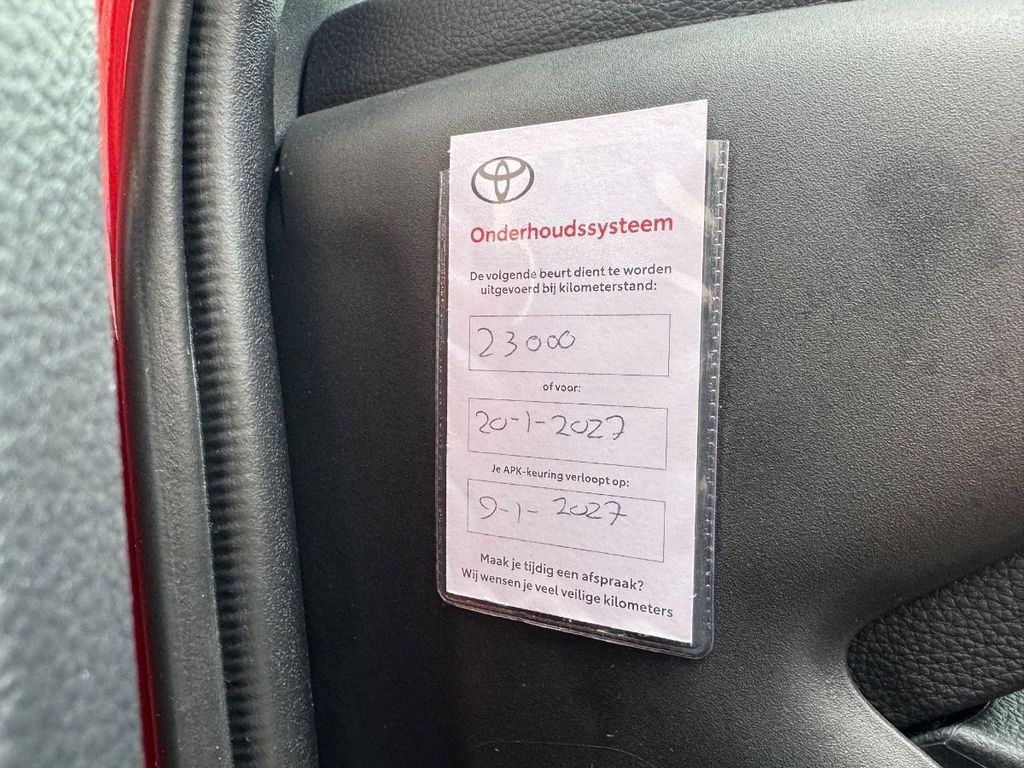 Onderhoudssysteem
De volgende beurt dient te worden
uitgevoerd bij kilometerstand:
23000
of voor:
20-1-2027
Je APK-keuring verloopt op:
9-1-2027
Maak je tijdig een afspraak?
Wij wensen je veel veilige kilometers